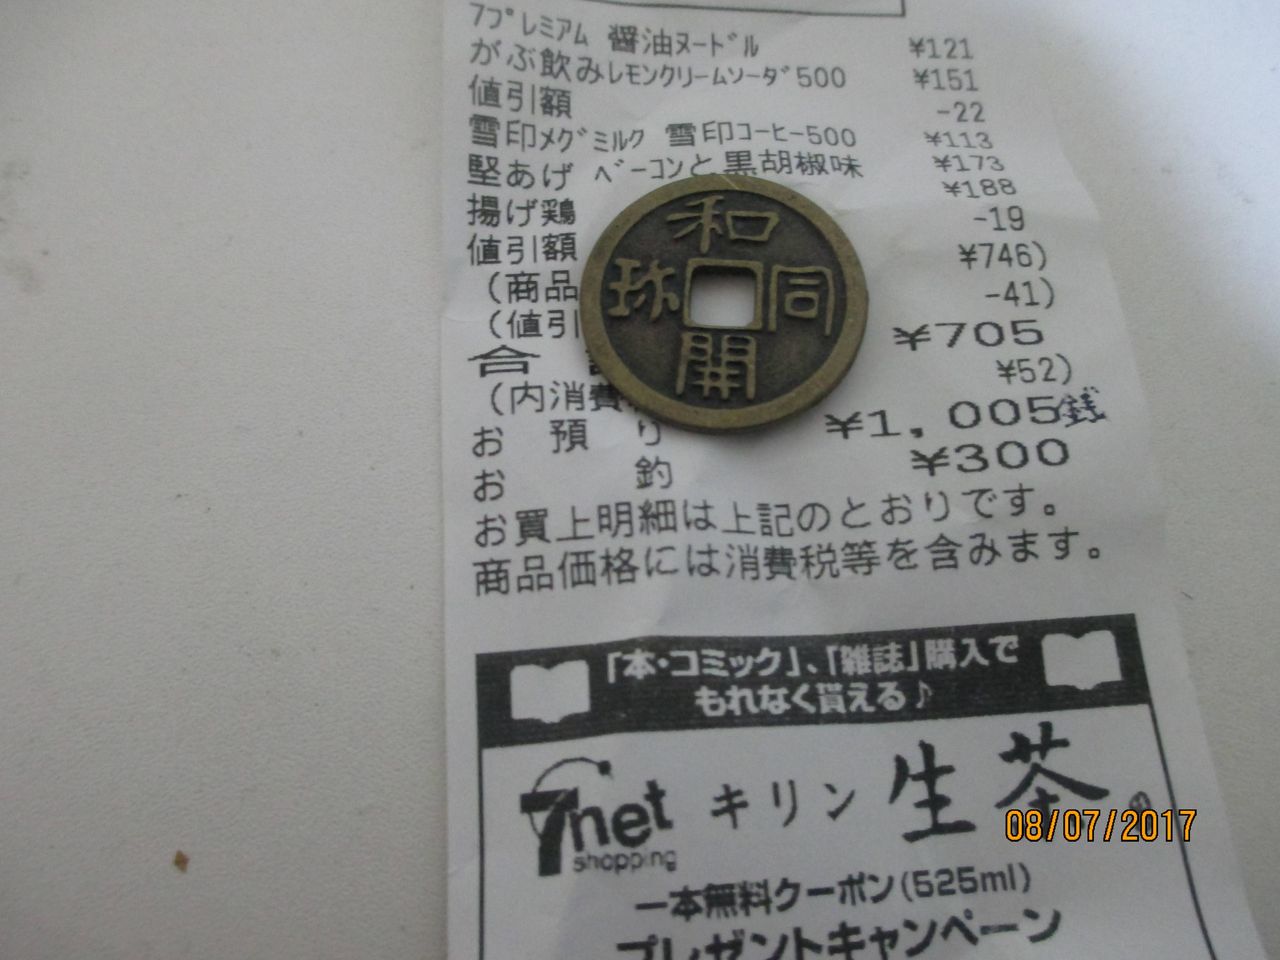 7プレミアム 醤油ヌードル ¥121
がぶ飲みレモンクリームソーダ500 ¥151
値引額 -22
雪印メグミルク 雪印コーヒー500 ¥113
堅あげ ベーコンと黒胡椒味 ¥173
揚げ鶏 ¥188
値引額 -19
(商品 ¥746)
(値引 -41)
合 ¥705
(内消費 ¥52)
お預り ¥1,005銭
お釣 ¥300
お買上明細は上記のとおりです。
商品価格には消費税等を含みます。
和
同
開
珎
「本・コミック」、「雑誌」購入で
もれなく貰える♪
7net shopping
キリン 生茶
一本無料クーポン(525ml)
プレゼントキャンペーン
08/07/2017